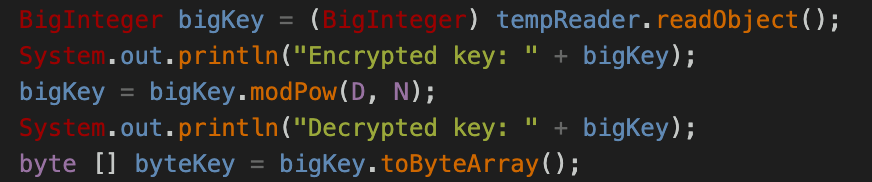 BigInteger bigKey = (BigInteger) tempReader.readObject();
System.out.println("Encrypted key: " + bigKey);
bigKey = bigKey.modPow(D, N);
System.out.println("Decrypted key: " + bigKey);
byte [] byteKey = bigKey.toByteArray();